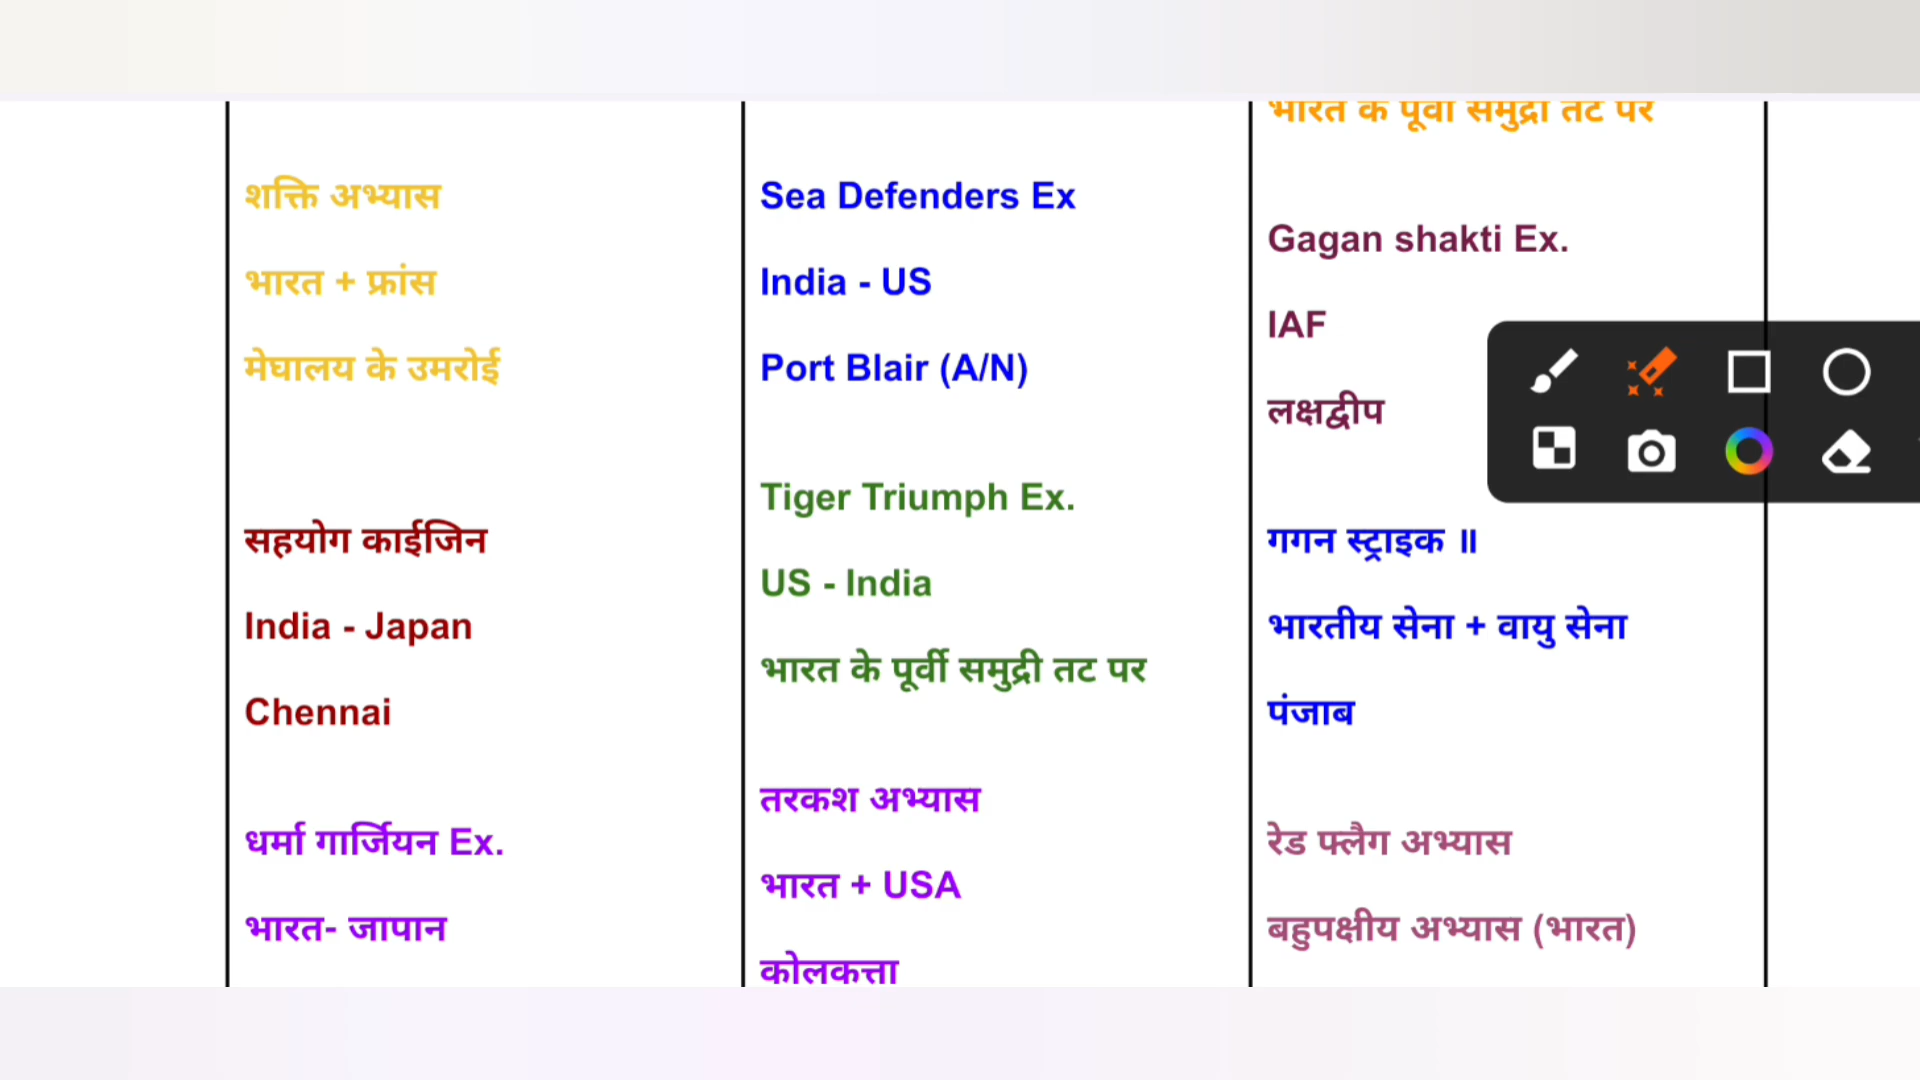 शक्ति अभ्यास
भारत + फ्रांस
मेघालय के उमरोई
सहयोग काईजिन
India - Japan
Chennai
धर्मा गार्जियन Ex.
भारत- जापान
Sea Defenders Ex
India - US
Port Blair (A/N)
Tiger Triumph Ex.
US - India
भारत के पूर्वी समुद्री तट पर
तरकश अभ्यास
भारत + USA
कोलकत्ता
भारत के पूर्वी समुद्री तट पर
Gagan shakti Ex.
IAF
लक्षद्वीप
गगन स्ट्राइक ॥
भारतीय सेना + वायु सेना
पंजाब
रेड फ्लैग अभ्यास
बहुपक्षीय अभ्यास (भारत)